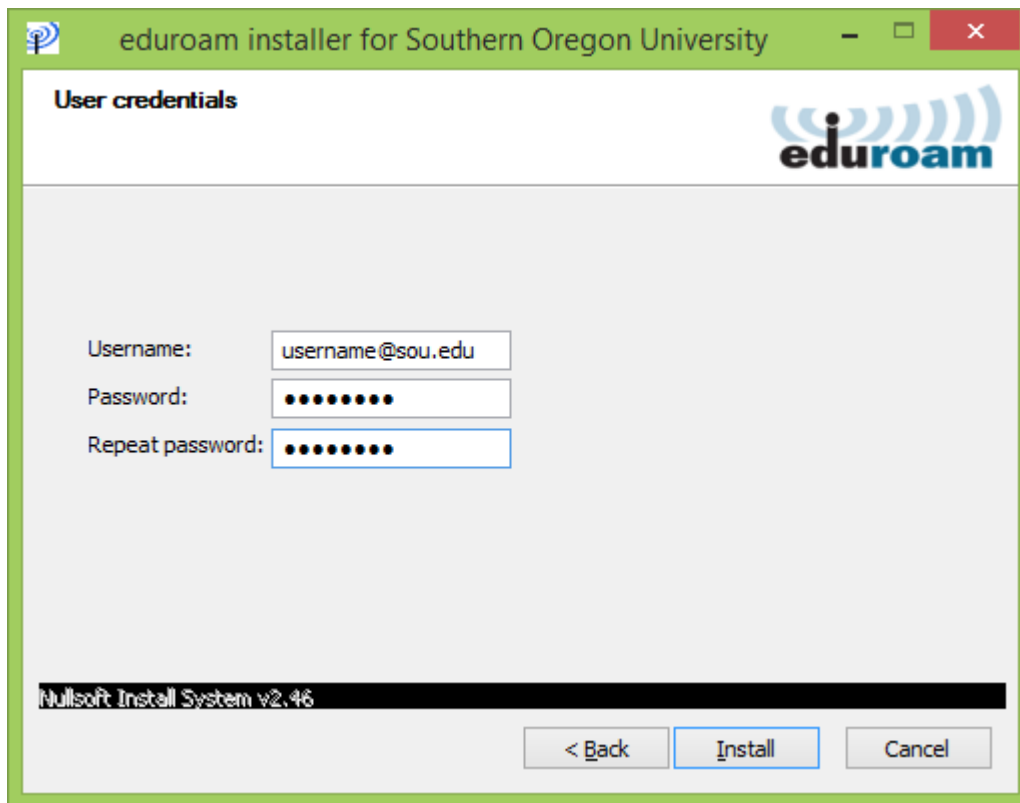 eduroam installer for Southern Oregon University
User credentials
eduroam
Username: username@sou.edu
Password: ●●●●●●●●
Repeat password: ●●●●●●●●
Nullsoft Install System v2.46
< Back Install Cancel